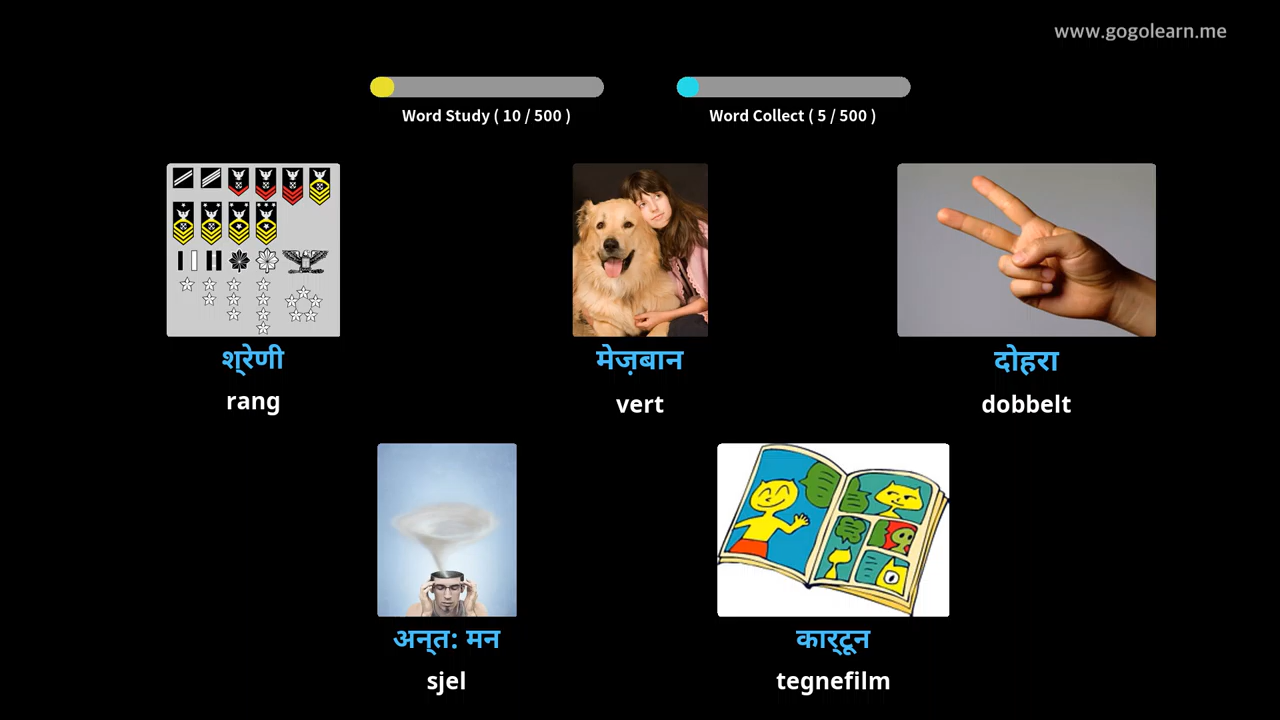 www.gogolearn.me
Word Study ( 10 / 500 )
Word Collect ( 5 / 500 )
श्रेणी
मेज़बान
दोहरा
rang
vert
dobbelt
अन्त: मन
कार्टून
sjel
tegnefilm